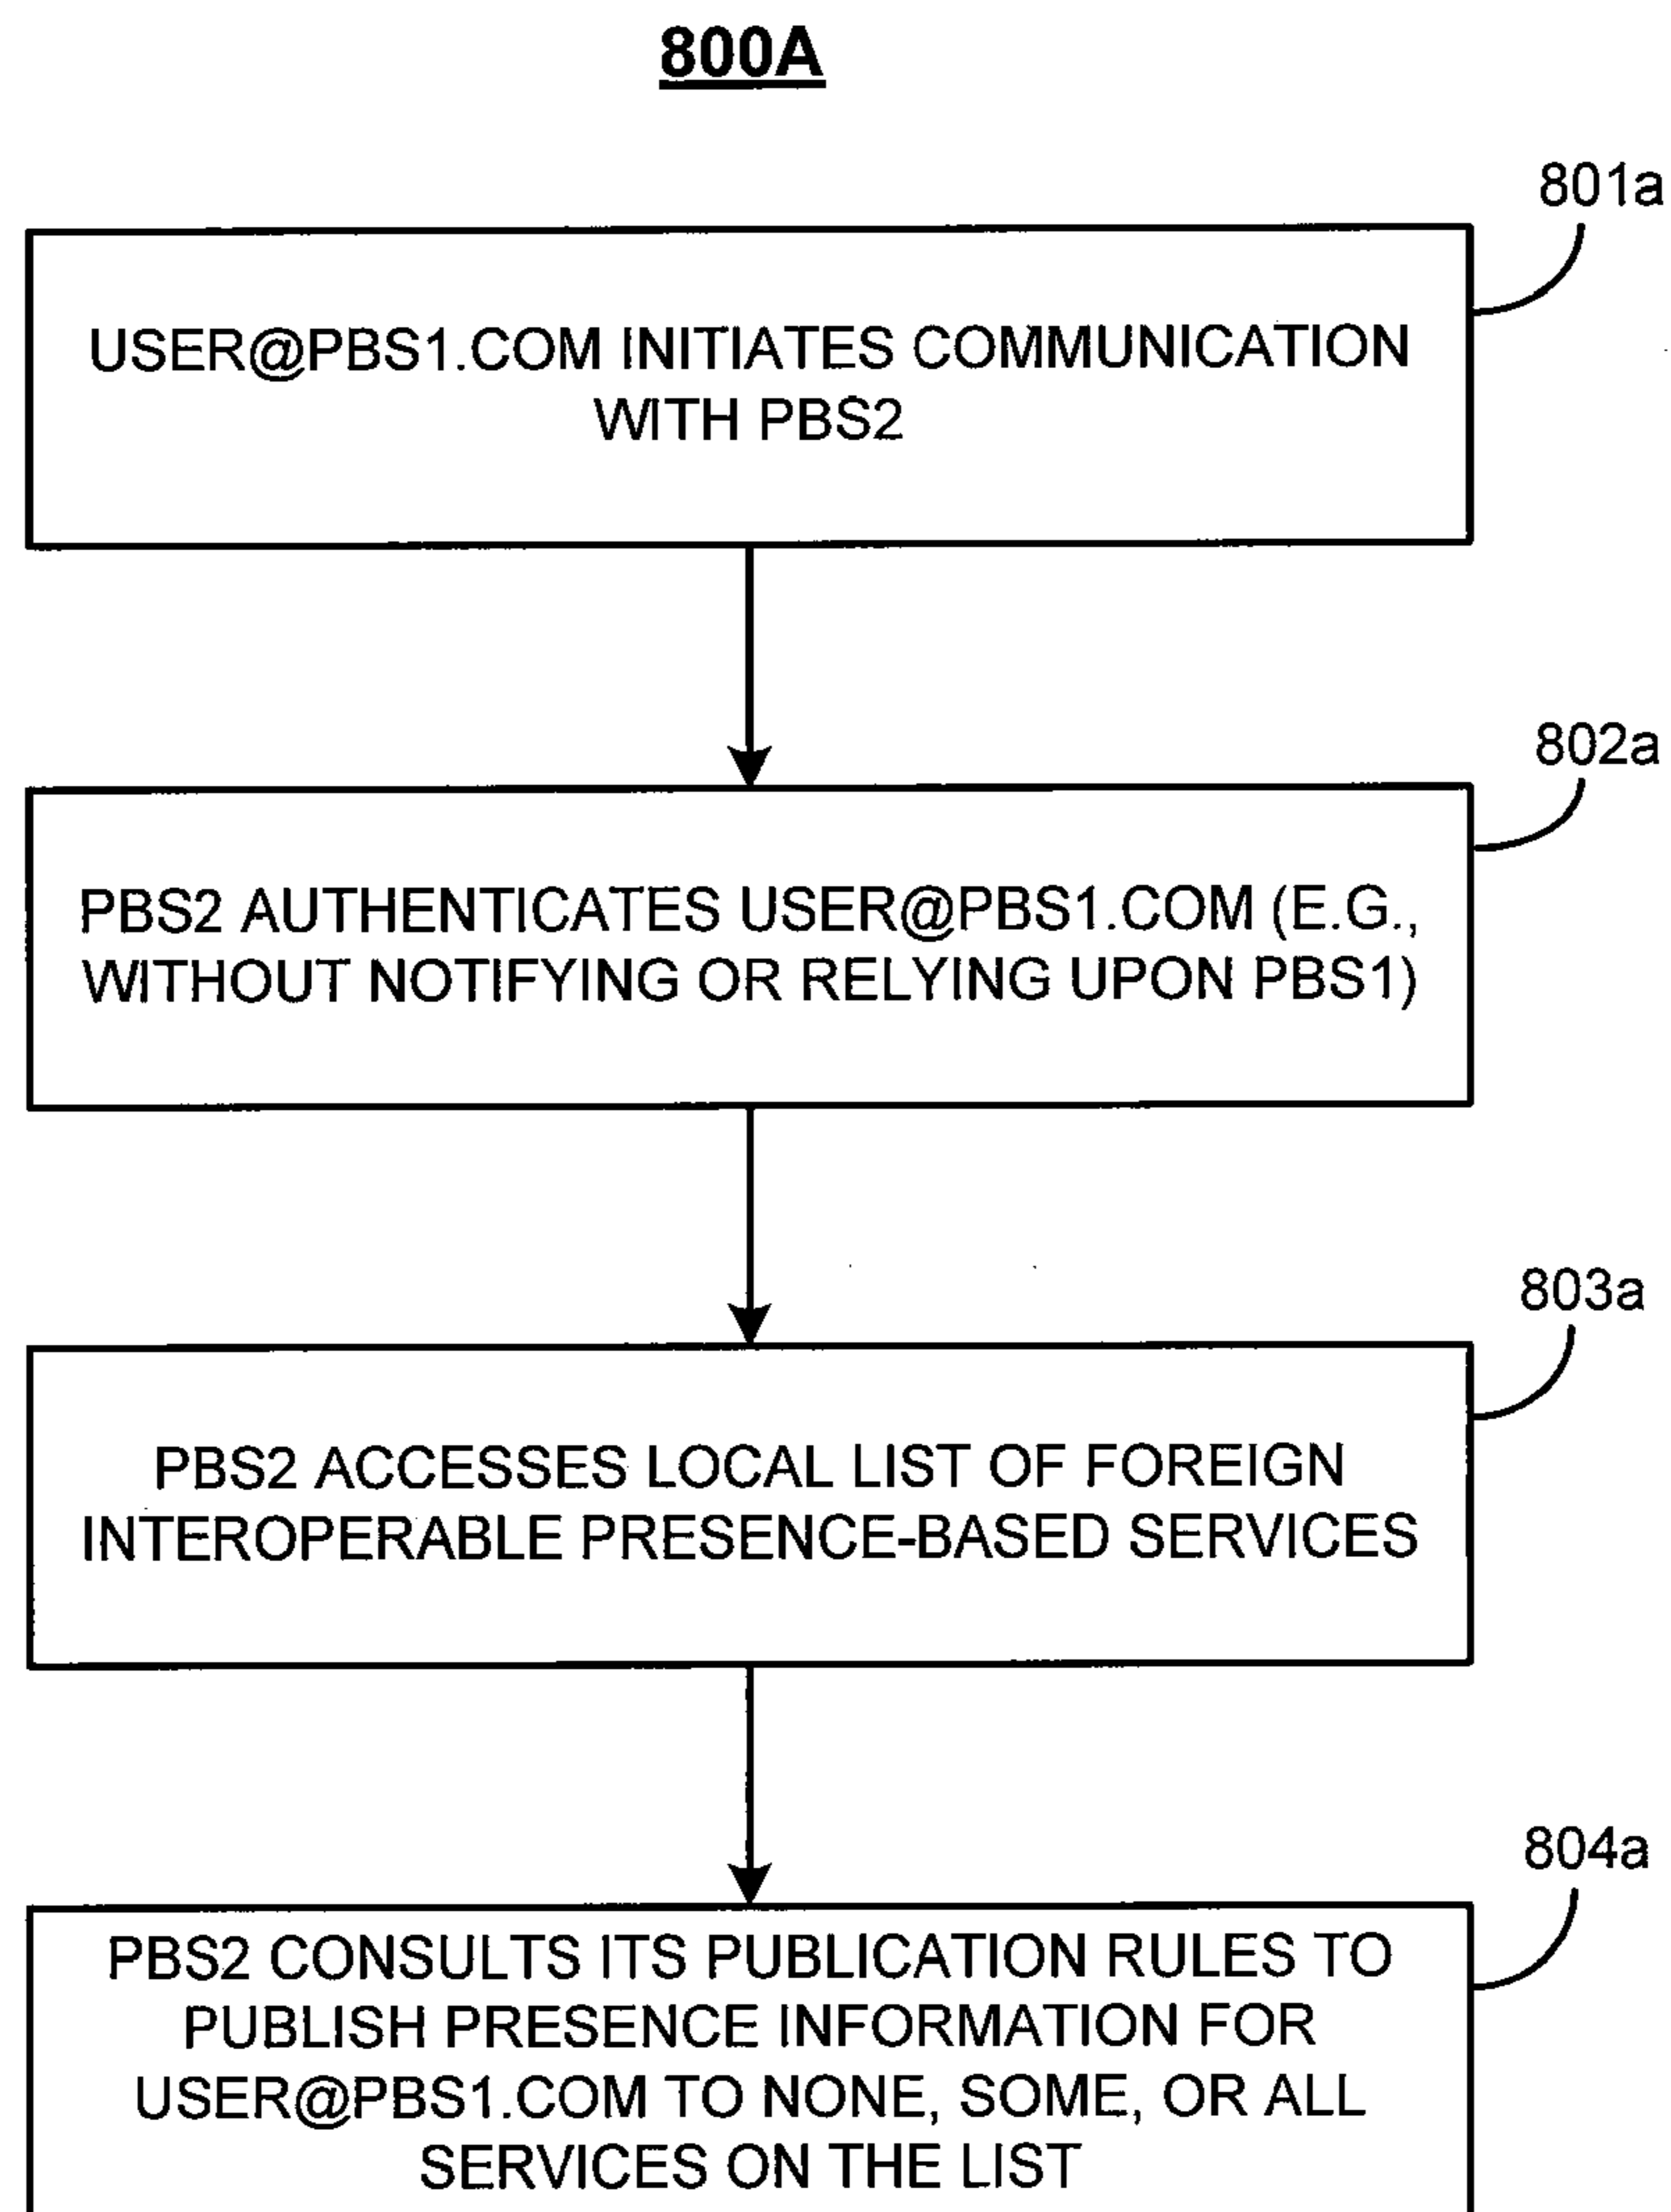 800A
801a
USER@PBS1.COM INITIATES COMMUNICATION
WITH PBS2
802a
PBS2 AUTHENTICATES USER@PBS1.COM (E.G.,
WITHOUT NOTIFYING OR RELYING UPON PBS1)
803a
PBS2 ACCESSES LOCAL LIST OF FOREIGN
INTEROPERABLE PRESENCE-BASED SERVICES
804a
PBS2 CONSULTS ITS PUBLICATION RULES TO
PUBLISH PRESENCE INFORMATION FOR
USER@PBS1.COM TO NONE, SOME, OR ALL
SERVICES ON THE LIST